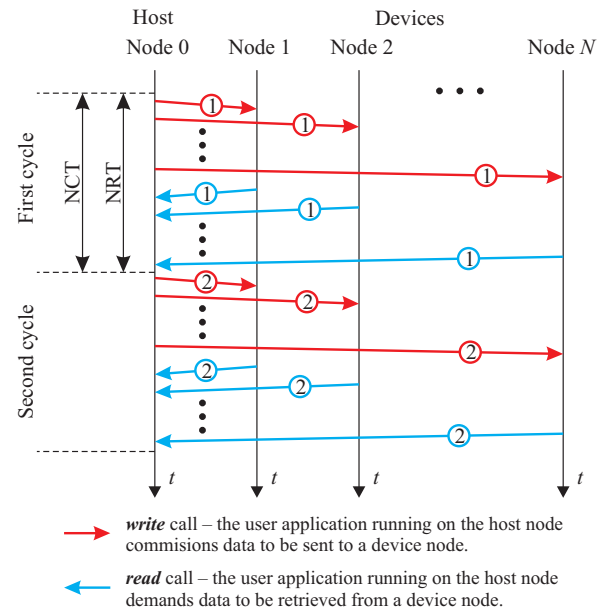 Host Devices
Node 0 Node 1 Node 2 Node N
First cycle
NCT
NRT
1
1
1
1
1
1
Second cycle
2
2
2
2
2
2
t t t t
write call – the user application running on the host node
commisions data to be sent to a device node.
read call – the user application running on the host node
demands data to be retrieved from a device node.